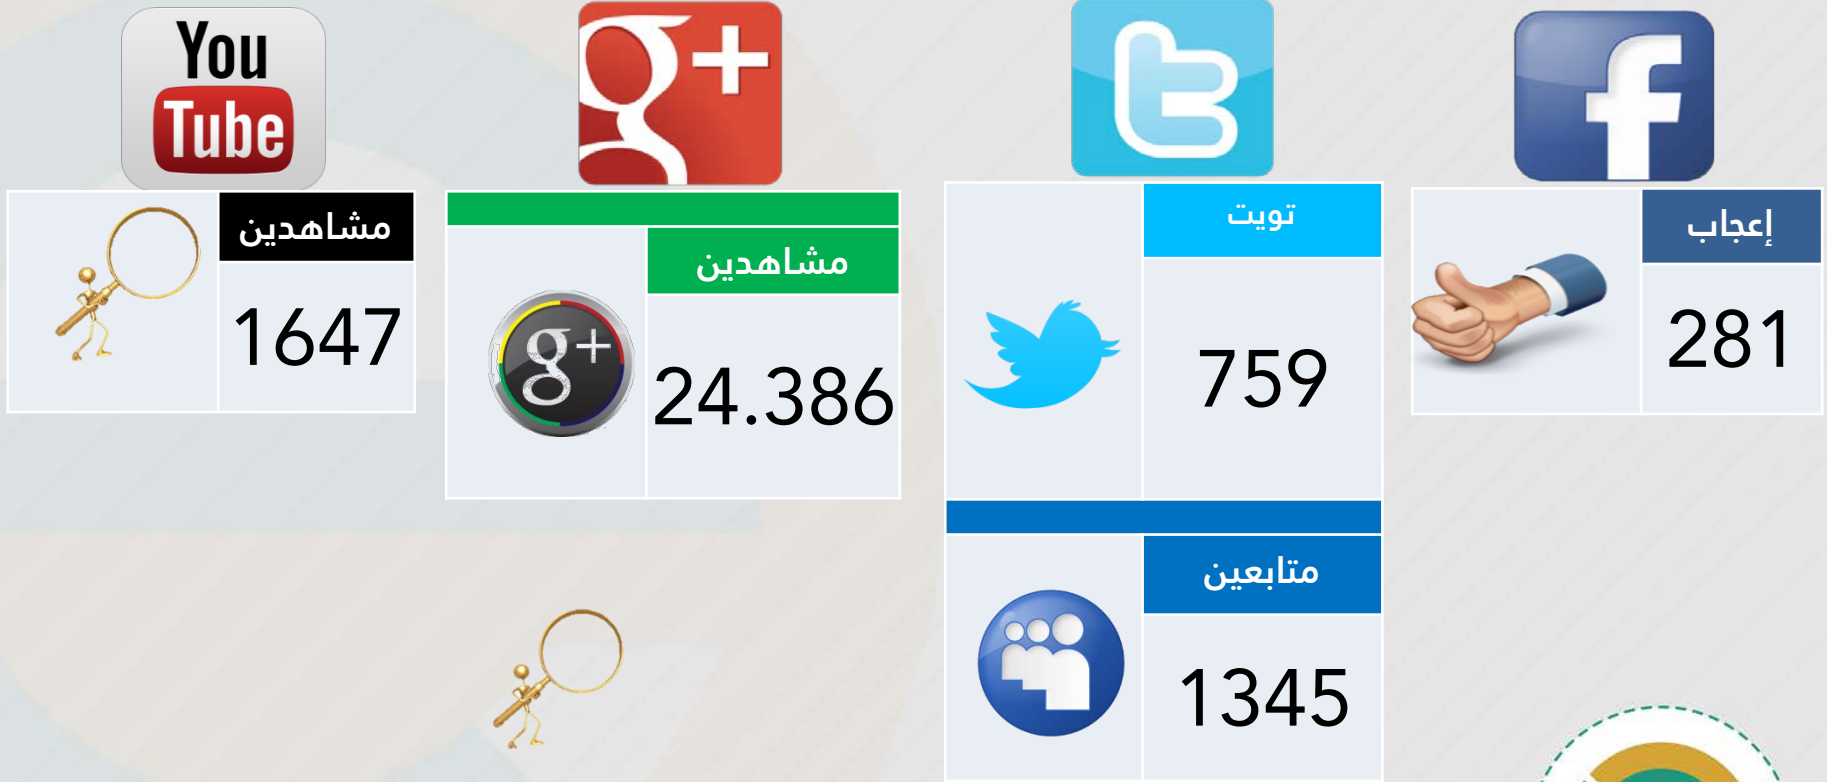 You
Tube
g+
t
f
مشاهدين
1647
مشاهدين
g+
24.386
تويت
759
متابعين
1345
إعجاب
281